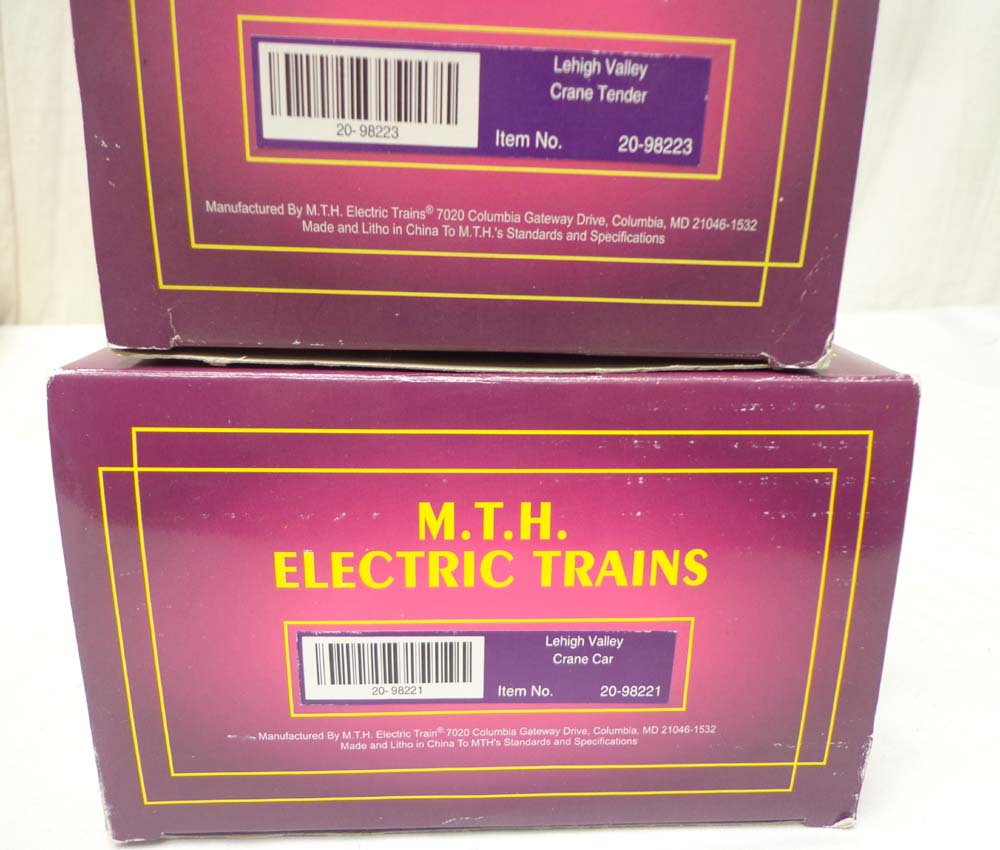 Lehigh Valley
Crane Tender
20-98223
Item No. 20-98223
Manufactured By M.T.H. Electric Trains® 7020 Columbia Gateway Drive, Columbia, MD 21046-1532
Made and Litho in China To M.T.H.'s Standards and Specifications
M.T.H.
ELECTRIC TRAINS
Lehigh Valley
Crane Car
20-98221
Item No. 20-98221
Manufactured By M.T.H. Electric Train® 7020 Columbia Gateway Drive, Columbia, MD 21046-1532
Made and Litho in China To MTH's Standards and Specifications